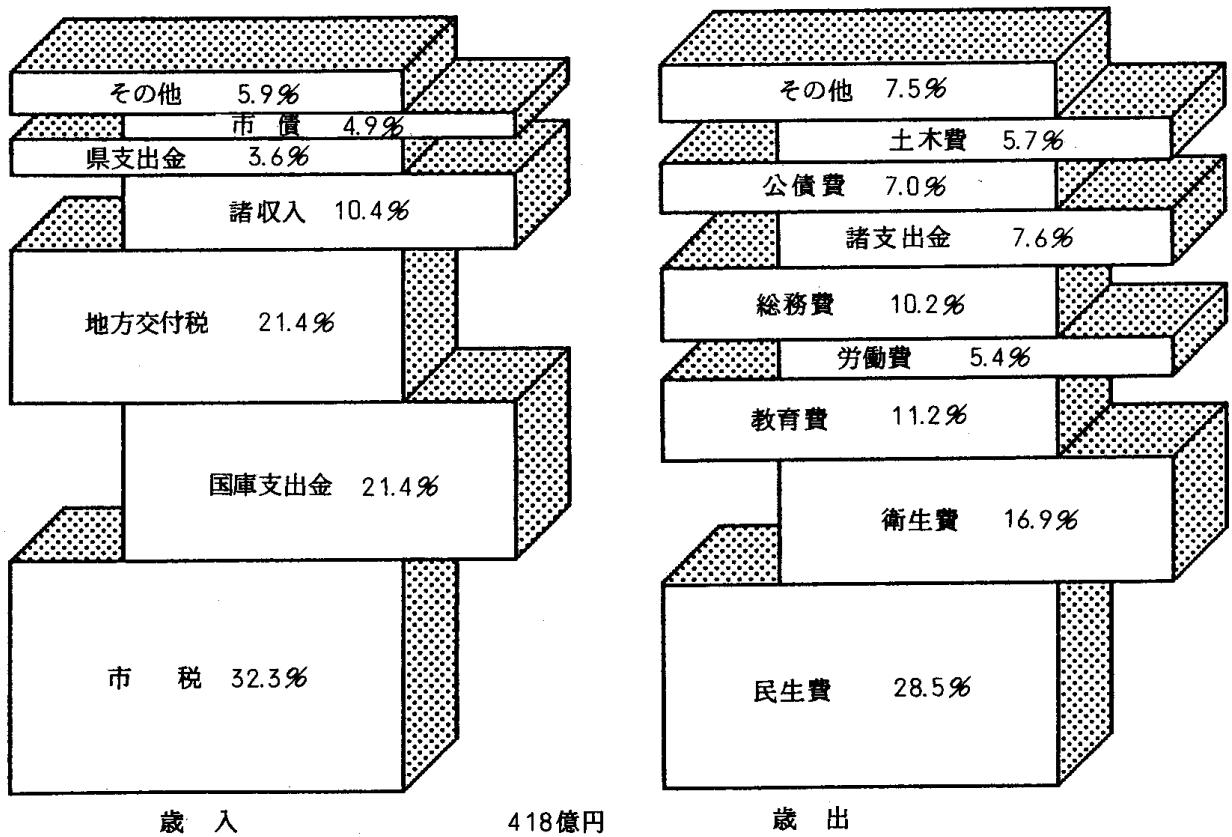 その他 5.9%
市債 4.9%
県支出金 3.6%
諸収入 10.4%
地方交付税 21.4%
国庫支出金 21.4%
市税 32.3%
歳入
418億円
その他 7.5%
土木費 5.7%
公債費 7.0%
諸支出金 7.6%
総務費 10.2%
労働費 5.4%
教育費 11.2%
衛生費 16.9%
民生費 28.5%
歳出